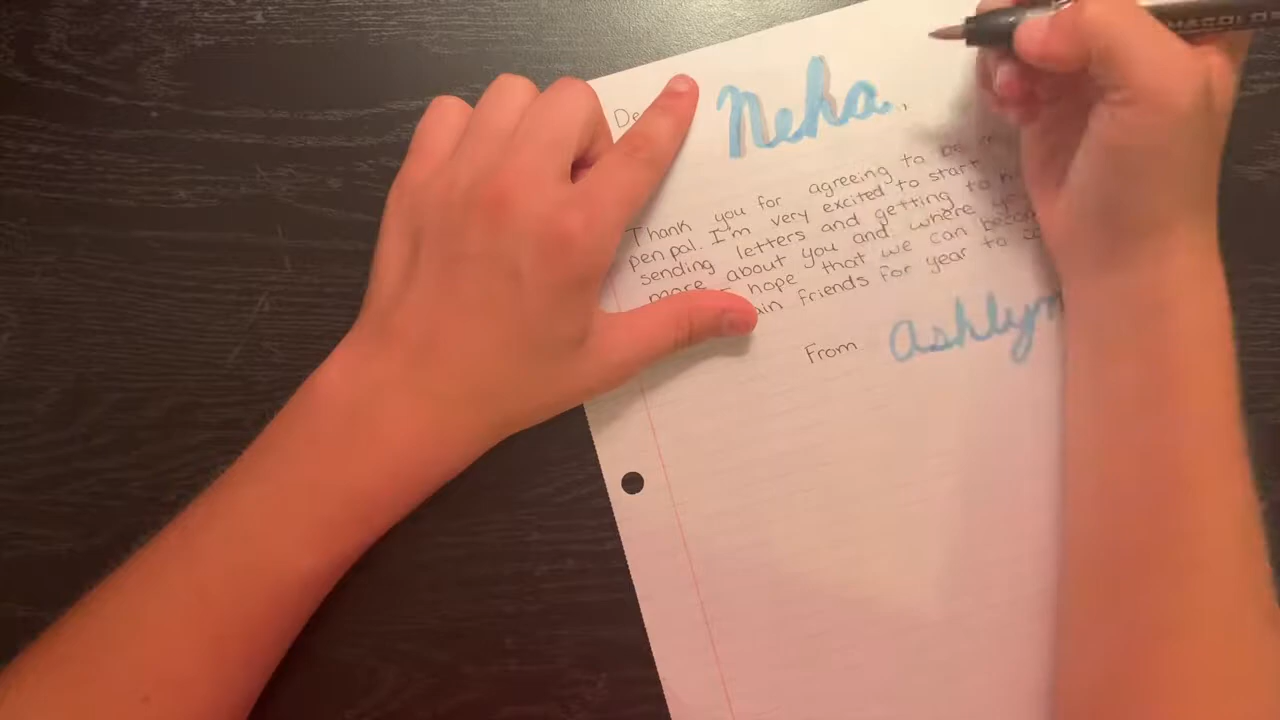 Neha,
Thank you for agreeing to be
pen pal. I'm very excited to start
sending letters and getting to
more about you and where
hope that we can
friends for year to
From Ashlyn